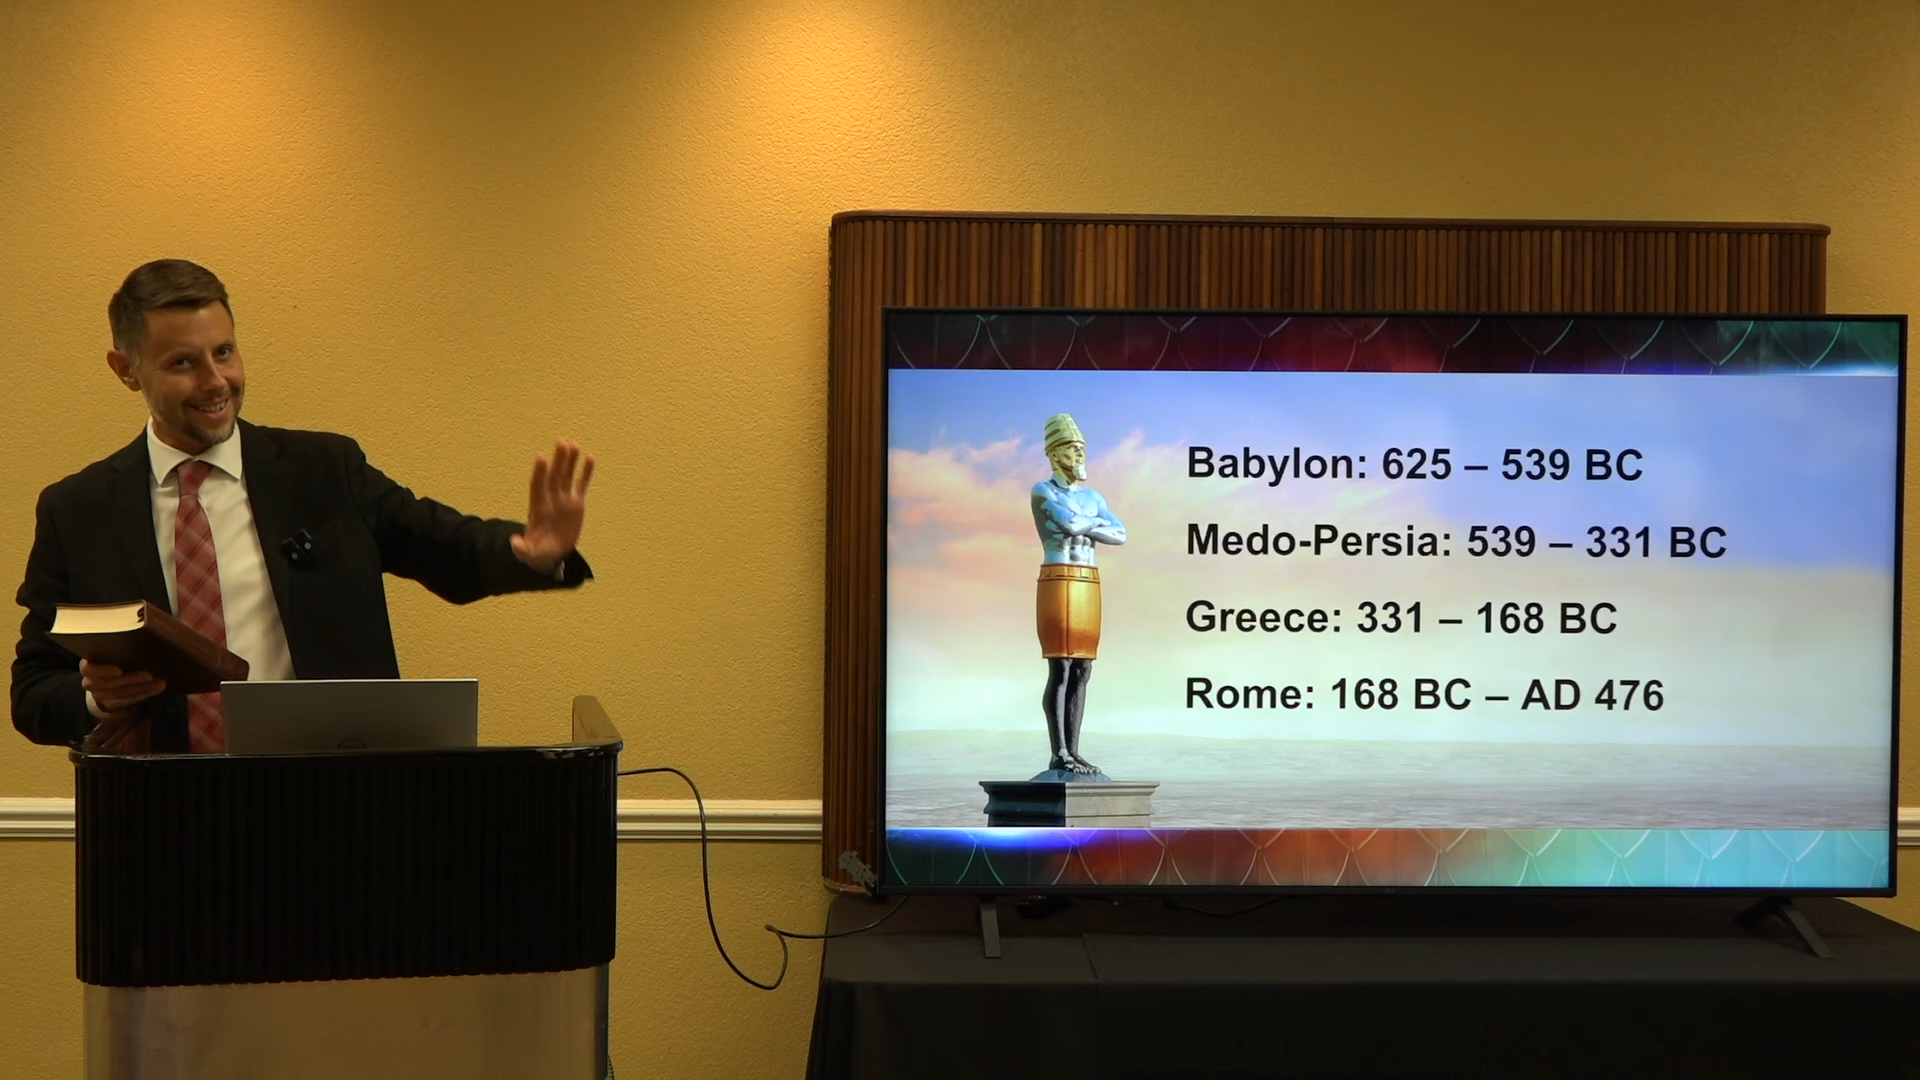 Babylon: 625 – 539 BC
Medo-Persia: 539 – 331 BC
Greece: 331 – 168 BC
Rome: 168 BC – AD 476